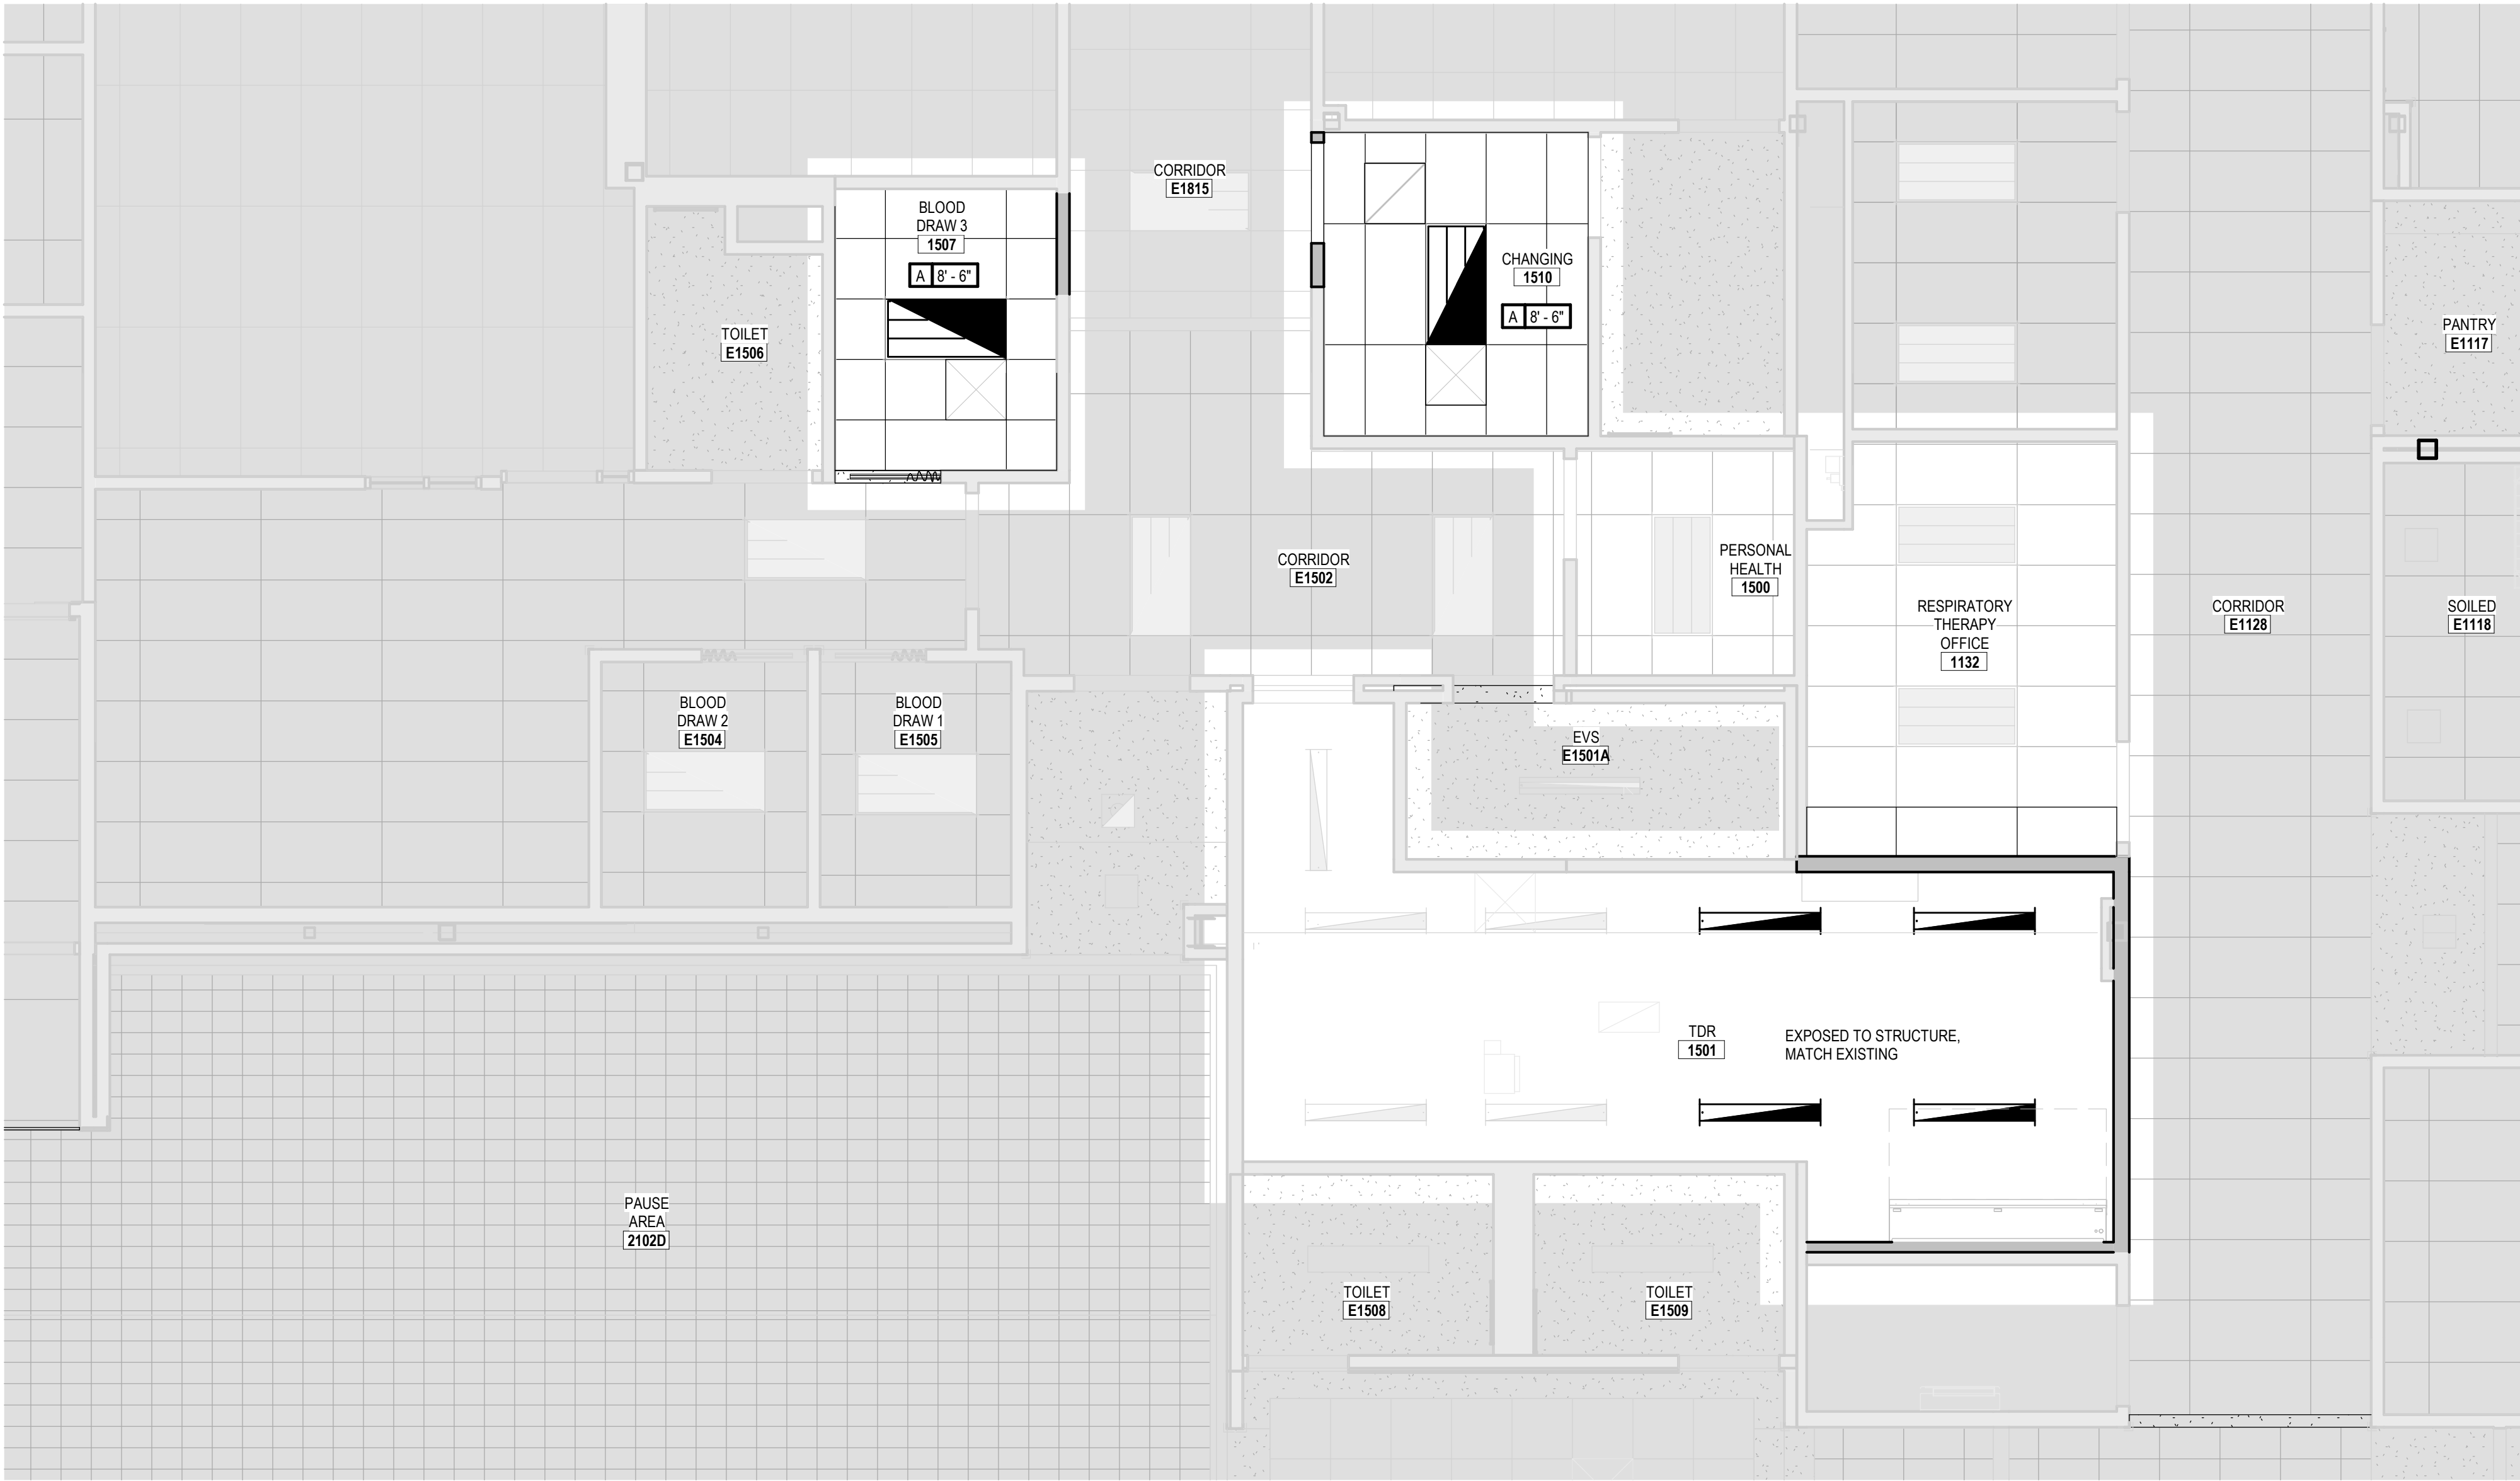 CORRIDOR
E1815
BLOOD
DRAW 3
1507
A 8' - 6"
CHANGING
1510
A 8' - 6"
TOILET
E1506
PANTRY
E1117
CORRIDOR
E1502
PERSONAL
HEALTH
1500
RESPIRATORY
THERAPY
OFFICE
1132
CORRIDOR
E1128
SOILED
E1118
BLOOD
DRAW 2
E1504
BLOOD
DRAW 1
E1505
EVS
E1501A
TDR
1501
EXPOSED TO STRUCTURE,
MATCH EXISTING
PAUSE
AREA
2102D
TOILET
E1508
TOILET
E1509